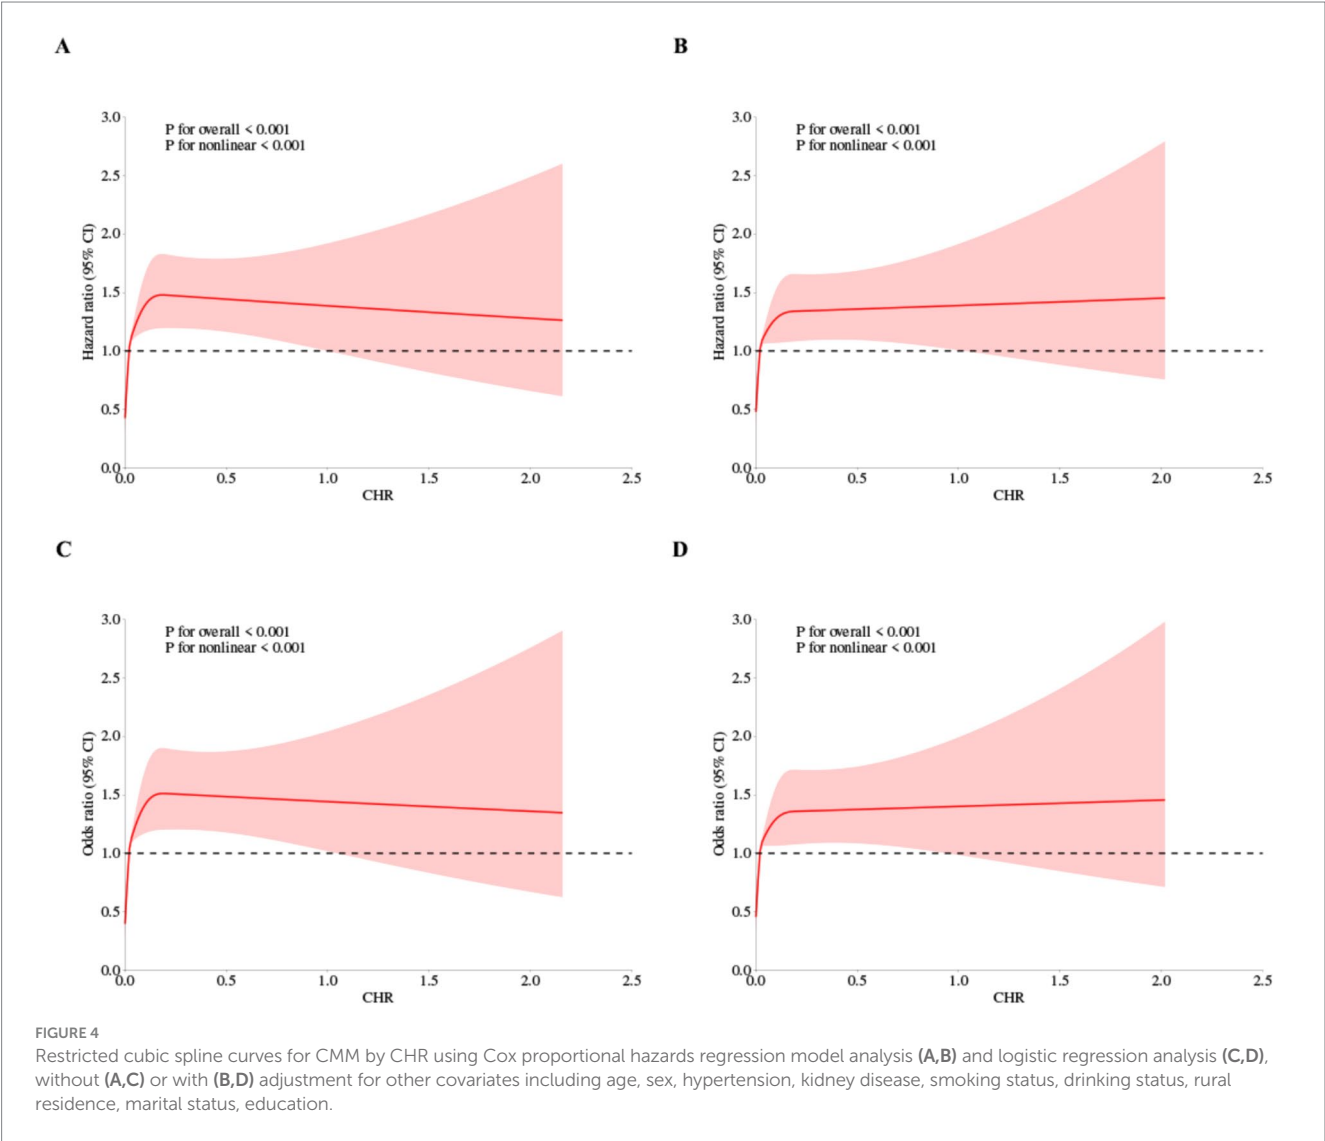 A
B
P for overall < 0.001
P for nonlinear < 0.001
3.0
2.5
2.0
1.5
1.0
0.5
0.0
Hazard ratio (95% CI)
0.0 0.5 1.0 1.5 2.0 2.5
CHR
P for overall < 0.001
P for nonlinear < 0.001
3.0
2.5
2.0
1.5
1.0
0.5
0.0
Hazard ratio (95% CI)
0.0 0.5 1.0 1.5 2.0 2.5
CHR
C
D
P for overall < 0.001
P for nonlinear < 0.001
3.0
2.5
2.0
1.5
1.0
0.5
0.0
Odds ratio (95% CI)
0.0 0.5 1.0 1.5 2.0 2.5
CHR
P for overall < 0.001
P for nonlinear < 0.001
3.0
2.5
2.0
1.5
1.0
0.5
0.0
Odds ratio (95% CI)
0.0 0.5 1.0 1.5 2.0 2.5
CHR
FIGURE 4
Restricted cubic spline curves for CMM by CHR using Cox proportional hazards regression model analysis (A,B) and logistic regression analysis (C,D),
without (A,C) or with (B,D) adjustment for other covariates including age, sex, hypertension, kidney disease, smoking status, drinking status, rural
residence, marital status, education.